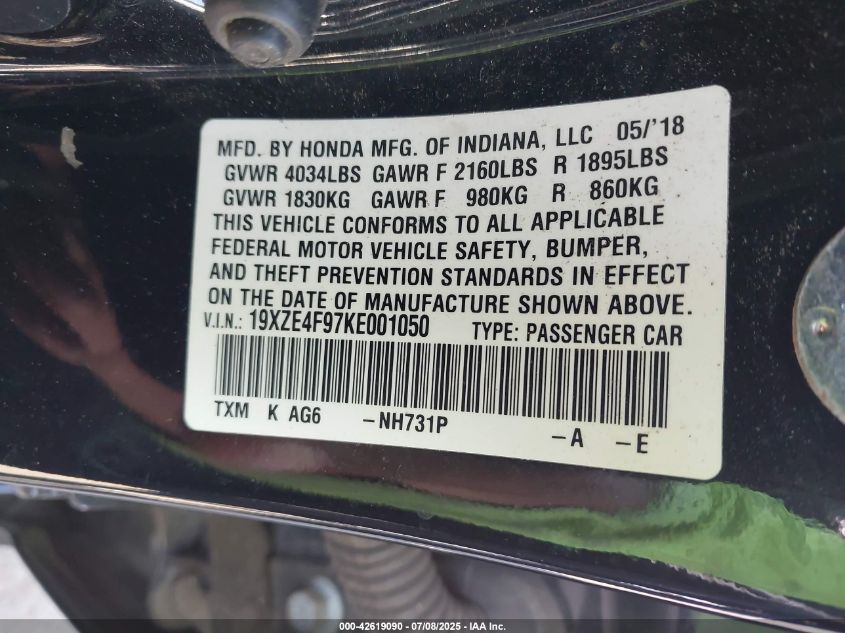 MFD. BY HONDA MFG. OF INDIANA, LLC 05/'18
GVWR 4034LBS GAWR F 2160LBS R 1895LBS
GVWR 1830KG GAWR F 980KG R 860KG
THIS VEHICLE CONFORMS TO ALL APPLICABLE
FEDERAL MOTOR VEHICLE SAFETY, BUMPER,
AND THEFT PREVENTION STANDARDS IN EFFECT
ON THE DATE OF MANUFACTURE SHOWN ABOVE.
V.I.N.: 19XZE4F97KE001050 TYPE: PASSENGER CAR
TXM K AG6 -NH731P -A -E
000-42619090 - 07/08/2025 - IAA Inc.